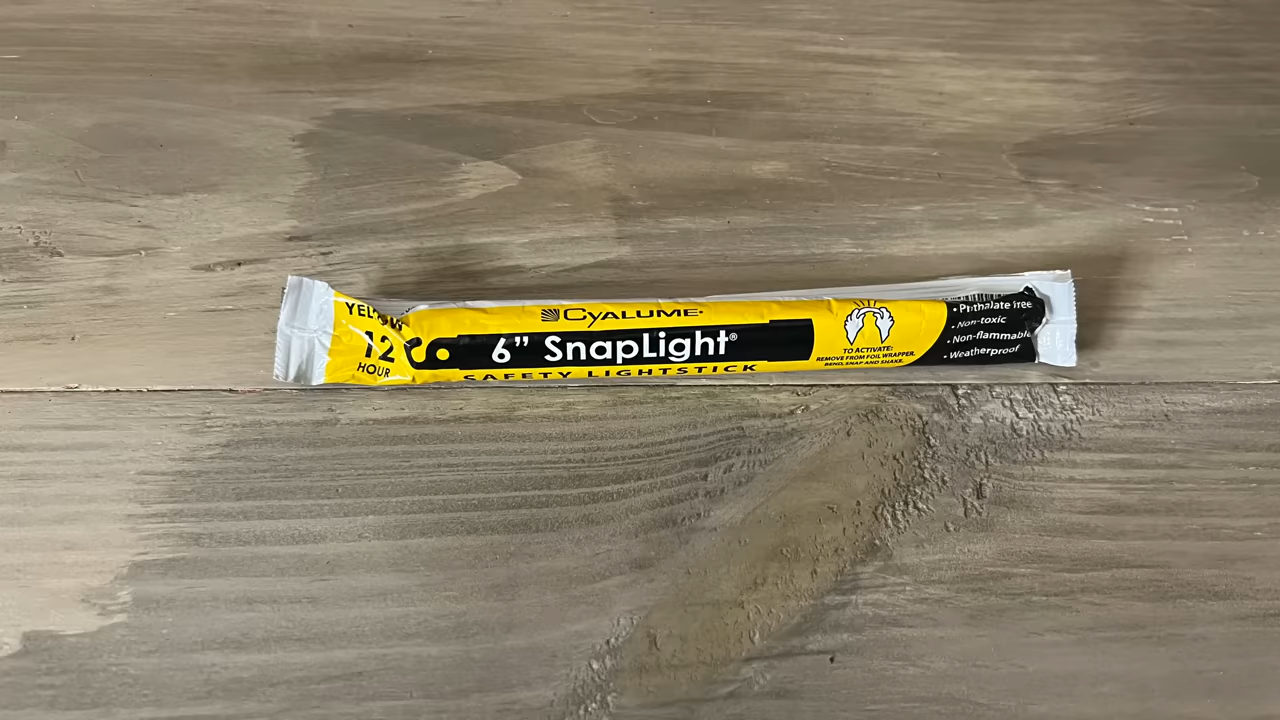 YELLOW
12
HOUR
CYALUME
6” SnapLight®
SAFETY LIGHTSTICK
TO ACTIVATE:
REMOVE FROM FOIL WRAPPER,
BEND, SNAP AND SHAKE.
• Phthalate free
• Non-toxic
• Non-flammable
• Weatherproof